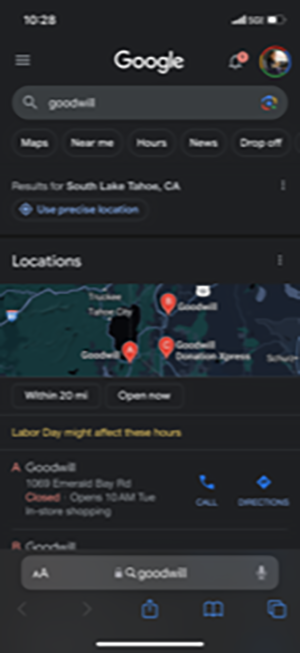 10:28
5GE
Google
goodwill
Maps
Near me
Hours
News
Drop off
Results for South Lake Tahoe, CA
Use precise location
Locations
Truckee
Tahoe City
Goodwill
Goodwill
Goodwill
Donation Xpress
Within 20 mi
Open now
Labor Day might affect these hours
A Goodwill
1069 Emerald Bay Rd
Closed · Opens 10 AM Tue
In-store shopping
CALL
DIRECTIONS
B Goodwill
AA
goodwill